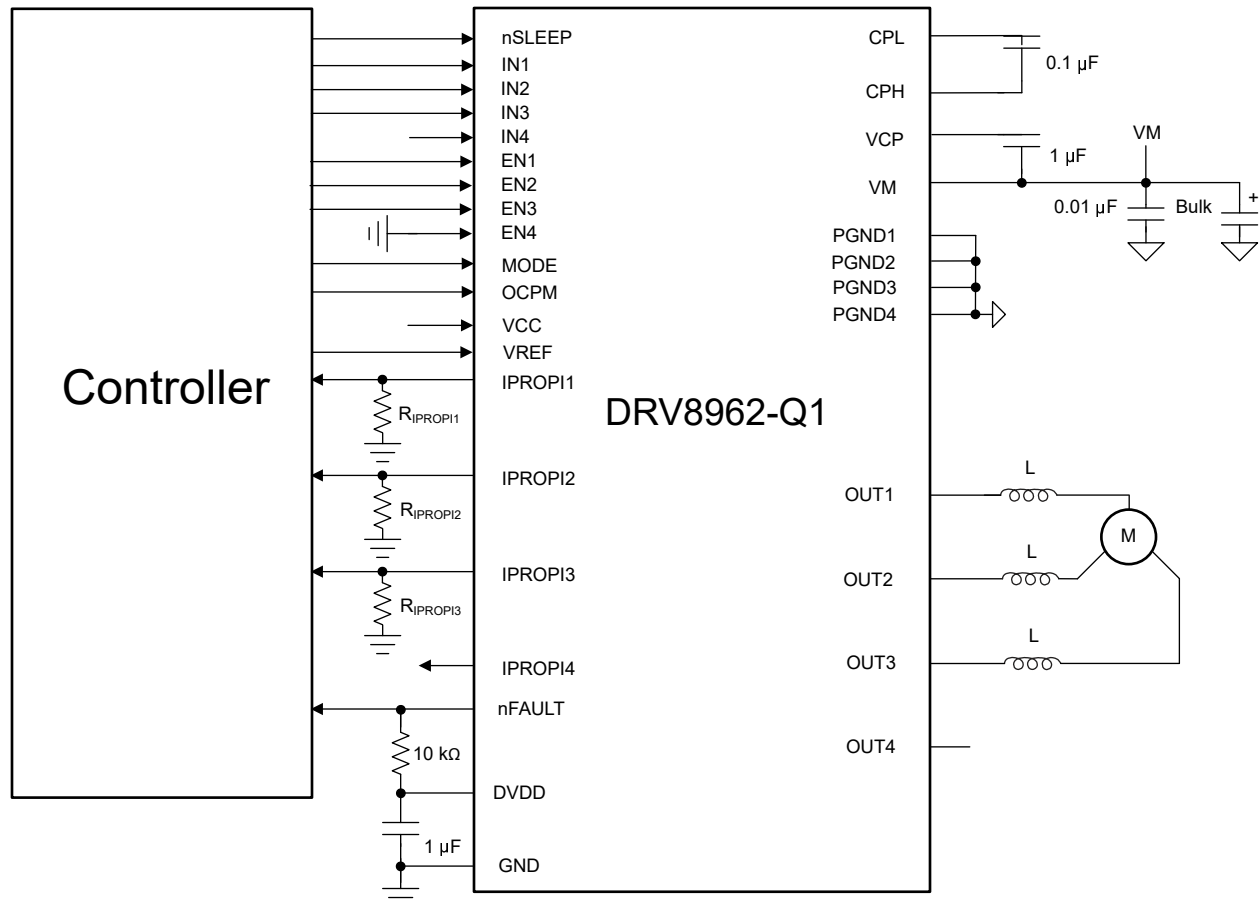 Controller
nSLEEP
IN1
IN2
IN3
IN4
EN1
EN2
EN3
EN4
MODE
OCPM
VCC
VREF
IPROPI1
RIPROPI1
IPROPI2
RIPROPI2
IPROPI3
RIPROPI3
IPROPI4
nFAULT
10 kΩ
DVDD
1 µF
GND
DRV8962-Q1
CPL
0.1 µF
CPH
VCP
1 µF
VM
VM
0.01 µF
Bulk
+
PGND1
PGND2
PGND3
PGND4
OUT1
L
M
OUT2
L
OUT3
L
OUT4